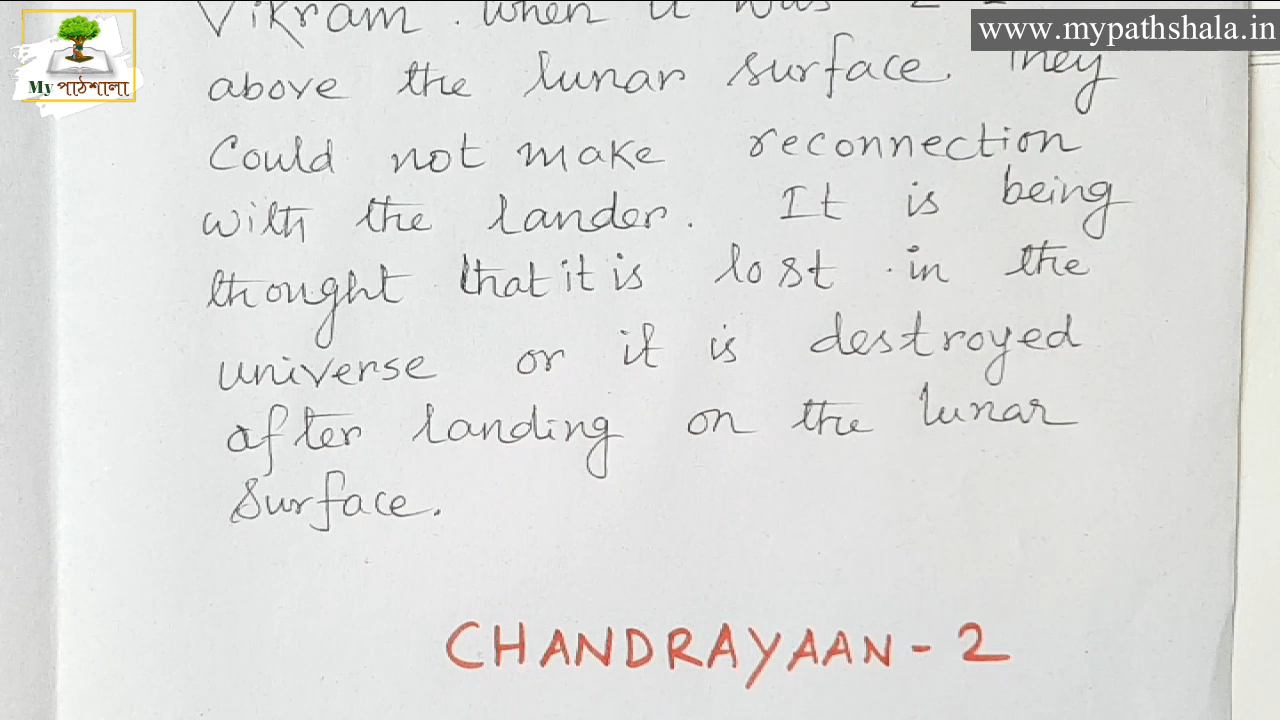 Vikram. when it was
www.mypathshala.in
My পাঠশালা
above the lunar surface. They
Could not make reconnection
with the lander. It is being
thought that it is lost in the
universe or it is destroyed
after landing on the lunar
surface.
CHANDRAYAAN - 2